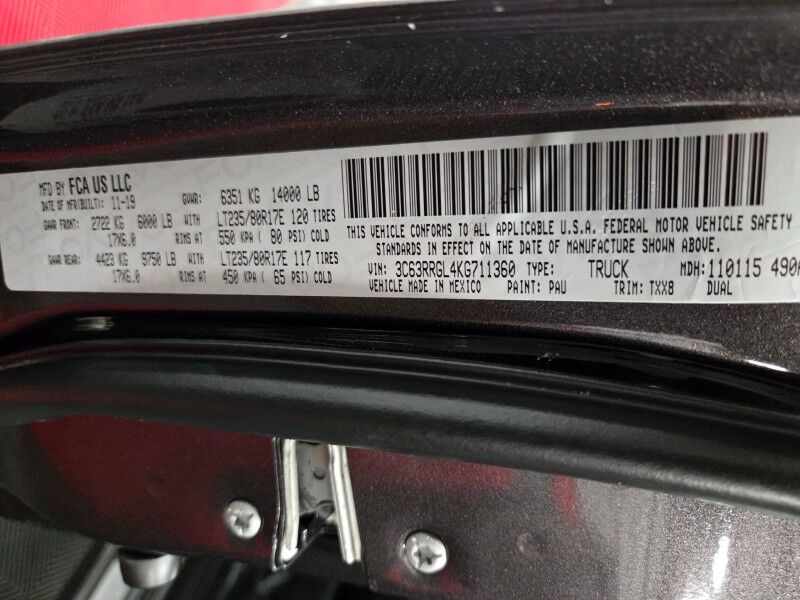 MFD BY FCA US LLC
DATE OF MFR(BUILT): 11-19 GVWR: 6351 KG 14000 LB
GAWR FRONT: 2722 KG 6000 LB WITH LT235/80R17E 120 TIRES
17X6.0 RIMS AT 550 KPA ( 80 PSI) COLD
GAWR REAR: 4423 KG 9750 LB WITH LT235/80R17E 117 TIRES
17X6.0 RIMS AT 450 KPA ( 65 PSI) COLD
THIS VEHICLE CONFORMS TO ALL APPLICABLE U.S.A. FEDERAL MOTOR VEHICLE SAFETY
STANDARDS IN EFFECT ON THE DATE OF MANUFACTURE SHOWN ABOVE.
VIN: 3C63RRGL4KG711360 TYPE: TRUCK MDH: 110115 490
VEHICLE MADE IN MEXICO PAINT: PAU TRIM: TXX8 DUAL